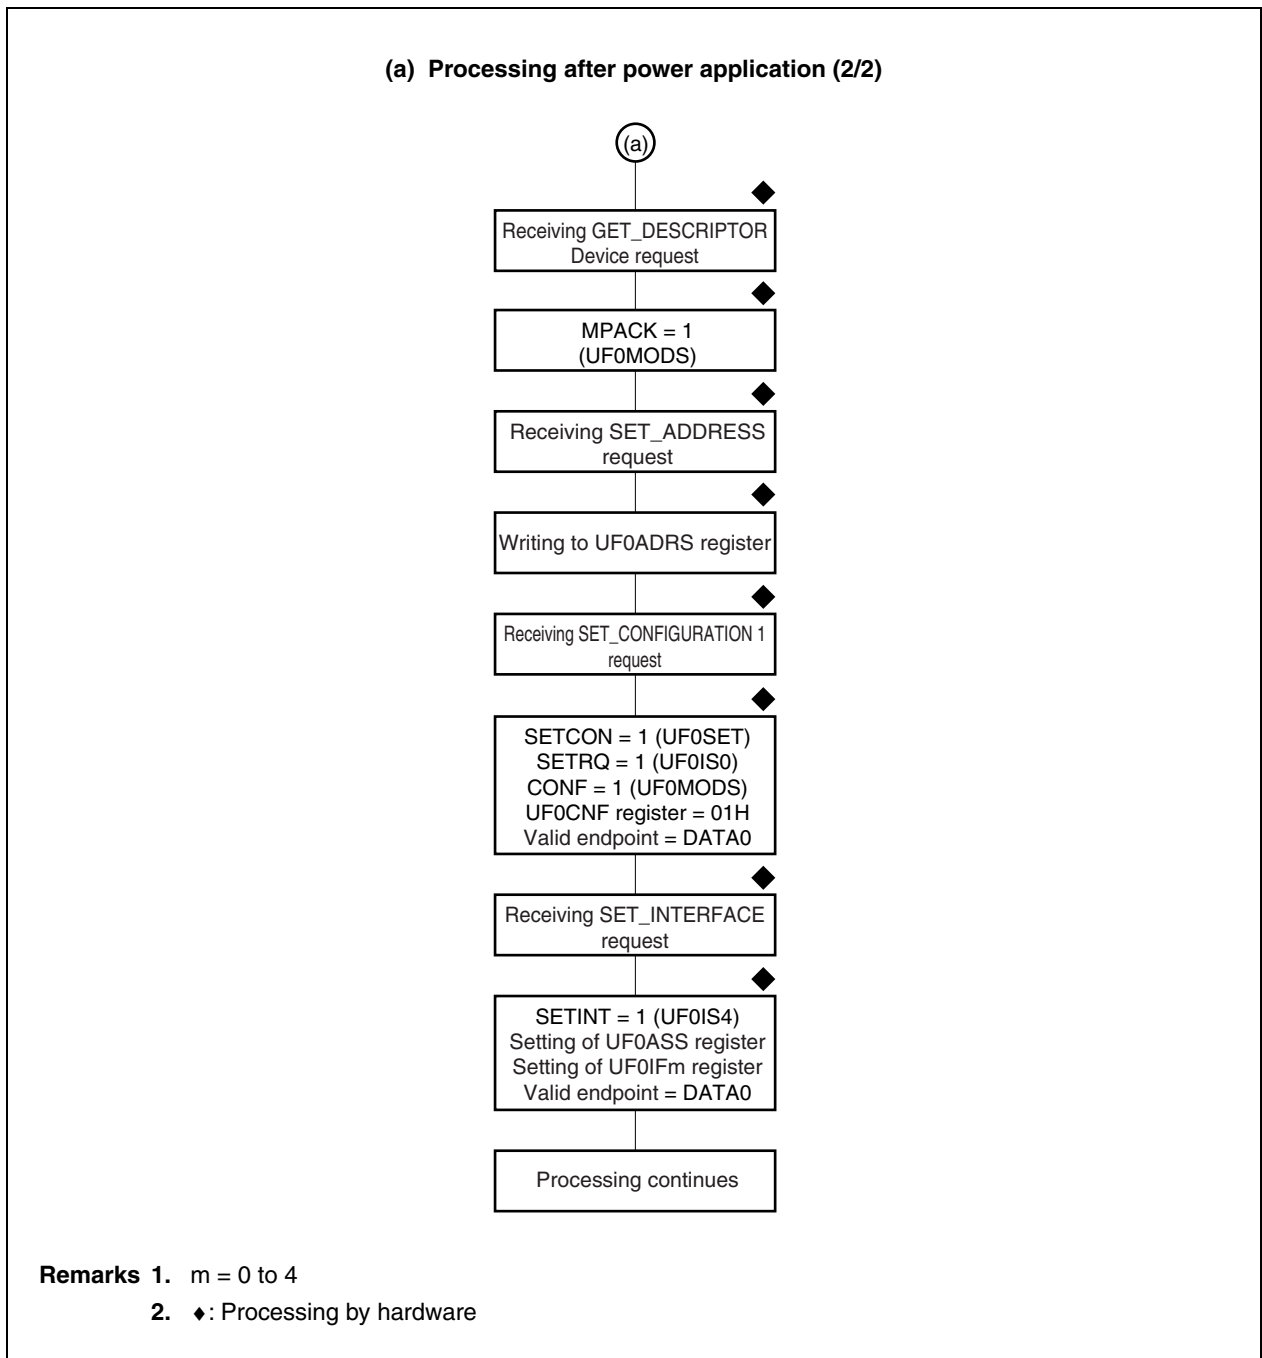 (a) Processing after power application (2/2)
(a)
Receiving GET_DESCRIPTOR
Device request
MPACK = 1
(UF0MODS)
Receiving SET_ADDRESS
request
Writing to UF0ADRS register
Receiving SET_CONFIGURATION 1
request
SETCON = 1 (UF0SET)
SETRQ = 1 (UF0IS0)
CONF = 1 (UF0MODS)
UF0CNF register = 01H
Valid endpoint = DATA0
Receiving SET_INTERFACE
request
SETINT = 1 (UF0IS4)
Setting of UF0ASS register
Setting of UF0IFm register
Valid endpoint = DATA0
Processing continues
Remarks 1. m = 0 to 4
2. ♦: Processing by hardware